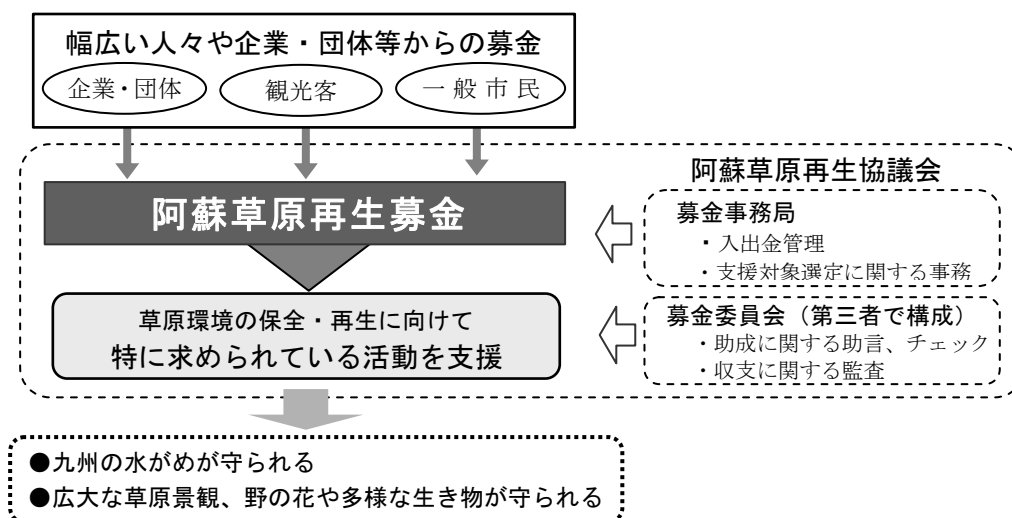 幅広い人々や企業・団体等からの募金
企業・団体
観光客
一般市民
阿蘇草原再生協議会
阿蘇草原再生募金
募金事務局
・入出金管理
・支援対象選定に関する事務
草原環境の保全・再生に向けて
特に求められている活動を支援
募金委員会（第三者で構成）
・助成に関する助言、チェック
・収支に関する監査
●九州の水がめが守られる
●広大な草原景観、野の花や多様な生き物が守られる